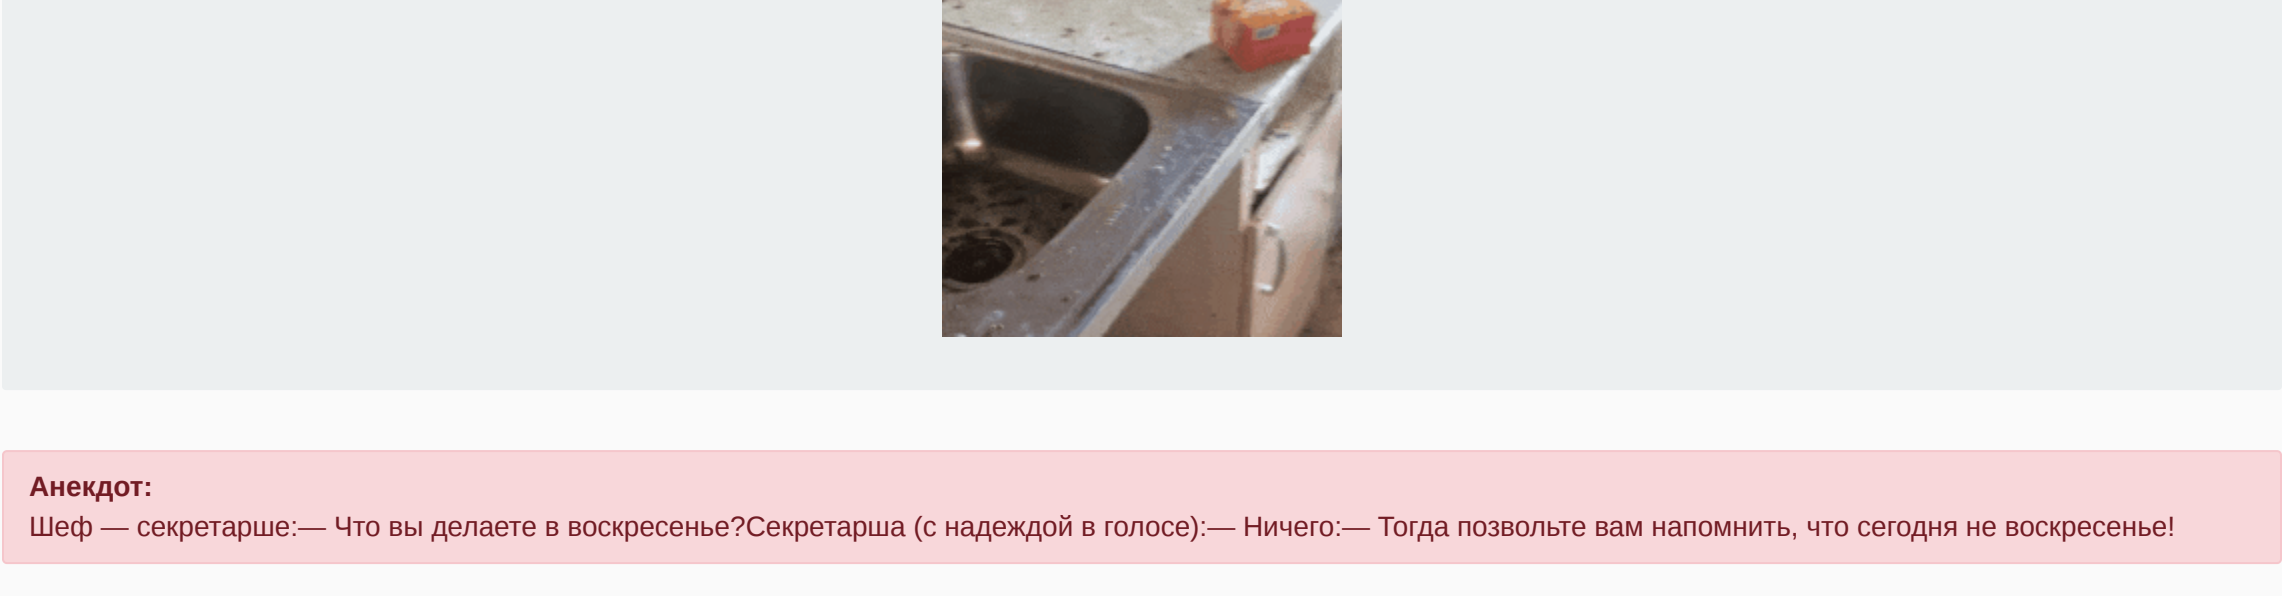 Анекдот:
Шеф — секретарше:— Что вы делаете в воскресенье?Секретарша (с надеждой в голосе):— Ничего:— Тогда позвольте вам напомнить, что сегодня не воскресенье!